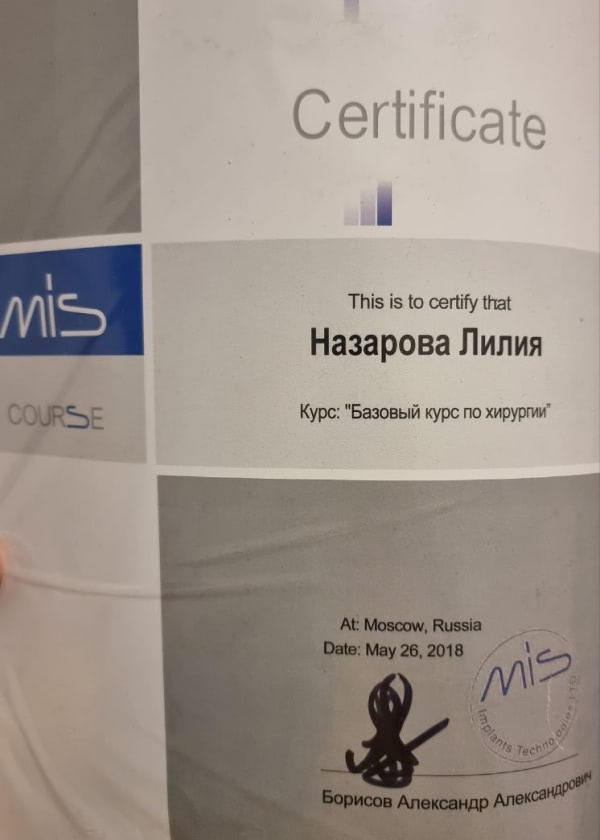 Certificate
mis
COURSE
This is to certify that
Назарова Лилия
Курс: "Базовый курс по хирургии"
At: Moscow, Russia
Date: May 26, 2018
mis
Implants Technologies LTD
Борисов Александр Александрович